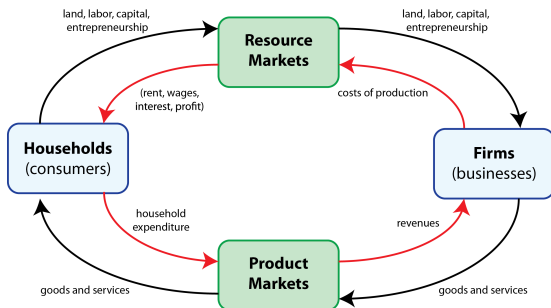 land, labor, capital,
entrepreneurship
land, labor, capital,
entrepreneurship
Resource
Markets
(rent, wages,
interest, profit)
costs of production
Households
(consumers)
Firms
(businesses)
household
expenditure
revenues
Product
Markets
goods and services
goods and services